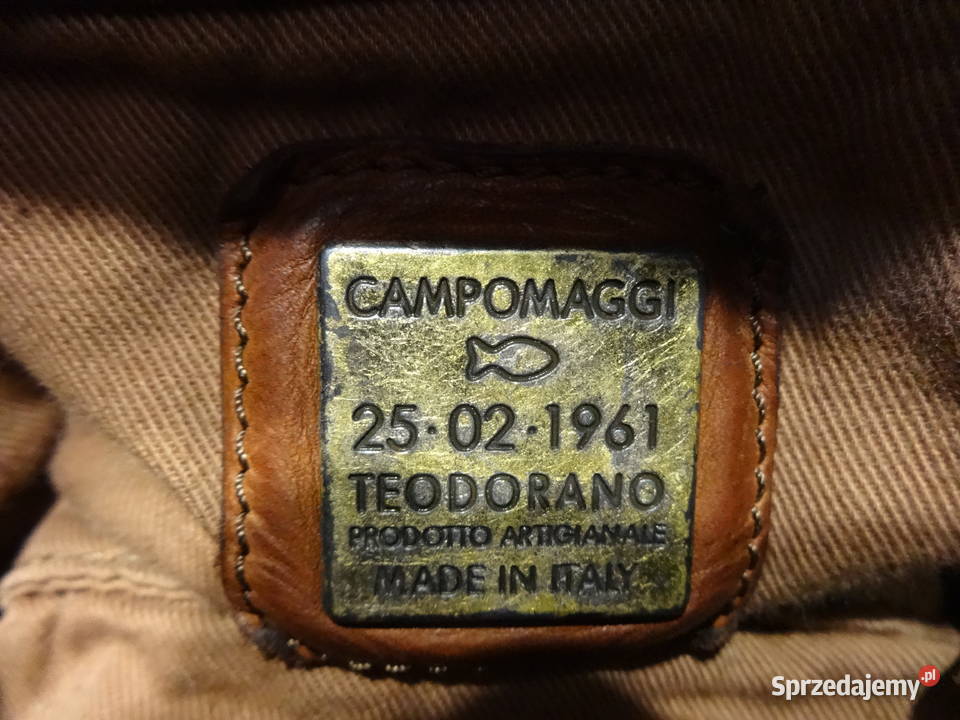 CAMPOMAGGI
25·02·1961
TEODORANO
PRODOTTO ARTIGIANALE
MADE IN ITALY
Sprzedajemy.pl